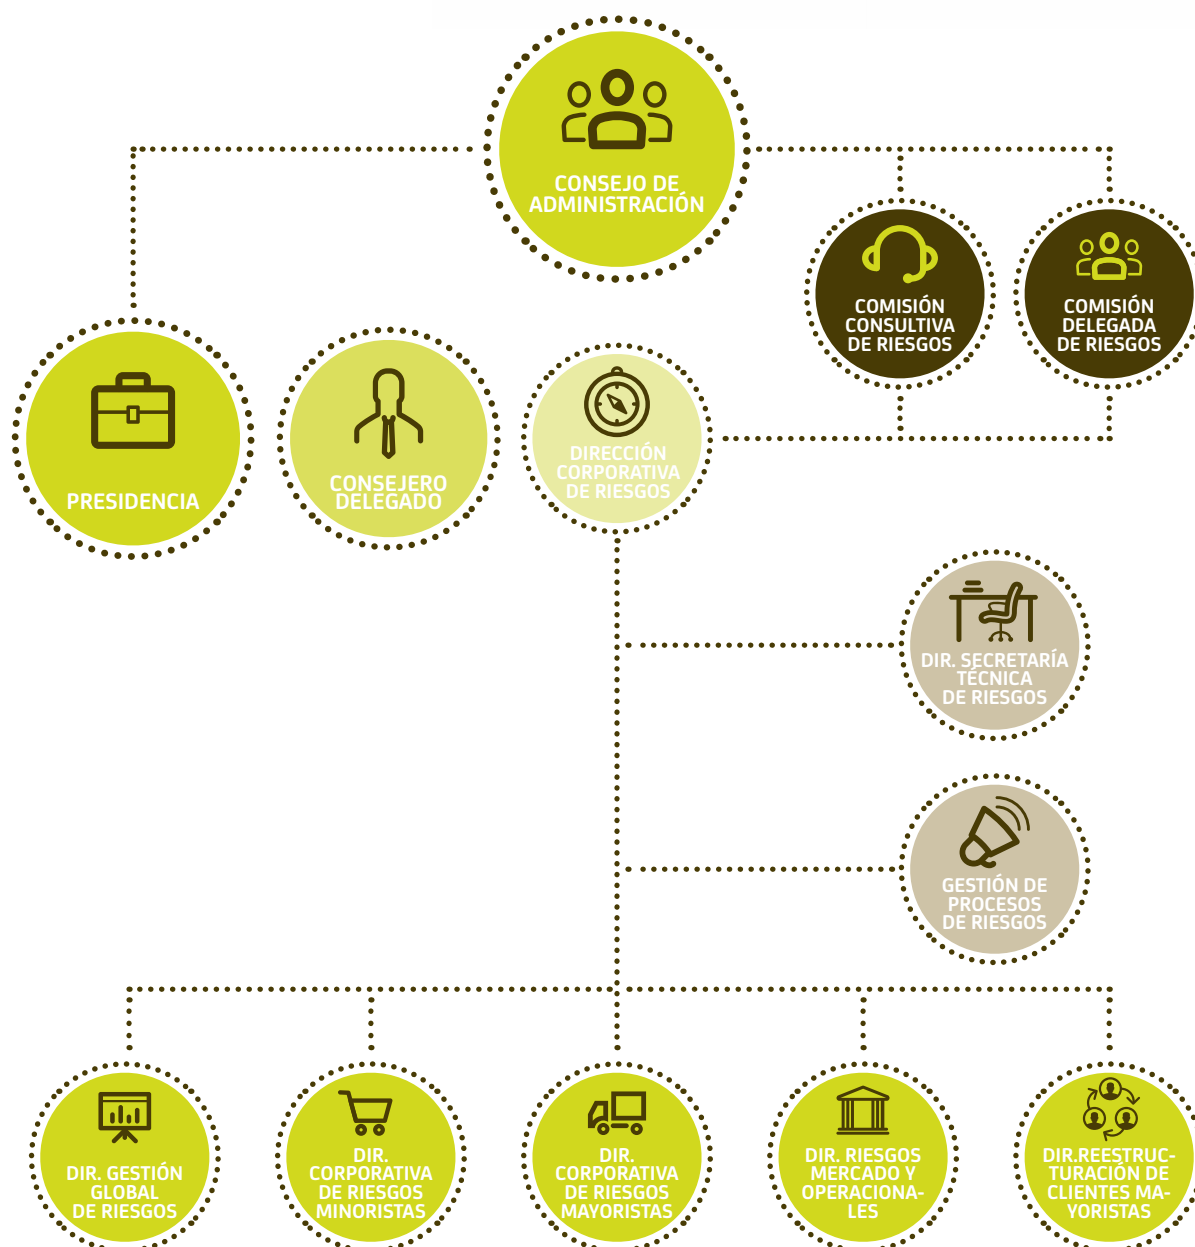 CONSEJO DE
ADMINISTRACIÓN
COMISIÓN
CONSULTIVA
DE RIESGOS
COMISIÓN
DELEGADA
DE RIESGOS
PRESIDENCIA
CONSEJERO
DELEGADO
DIRECCIÓN
CORPORATIVA
DE RIESGOS
DIR. SECRETARÍA
TÉCNICA
DE RIESGOS
GESTIÓN DE
PROCESOS
DE RIESGOS
DIR. GESTIÓN
GLOBAL
DE RIESGOS
DIR.
CORPORATIVA
DE RIESGOS
MINORISTAS
DIR.
CORPORATIVA
DE RIESGOS
MAYORISTAS
DIR. RIESGOS
MERCADO Y
OPERACIONA-
LES
DIR.REESTRUC-
TURACIÓN DE
CLIENTES MA-
YORISTAS